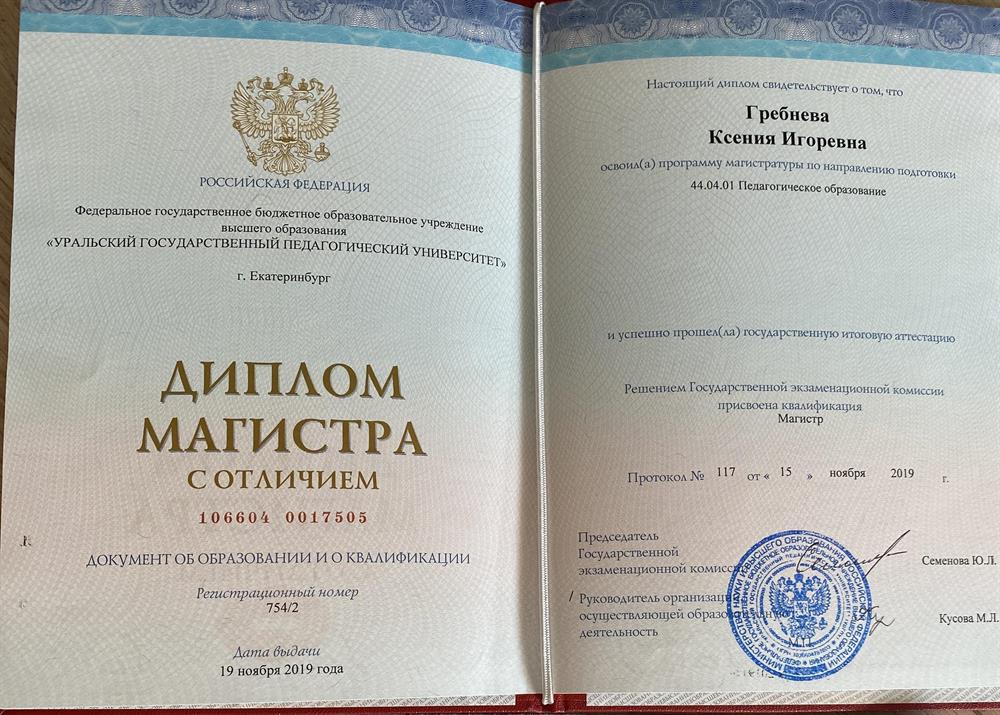 РОССИЙСКАЯ ФЕДЕРАЦИЯ
Федеральное государственное бюджетное образовательное учреждение
высшего образования
«УРАЛЬСКИЙ ГОСУДАРСТВЕННЫЙ ПЕДАГОГИЧЕСКИЙ УНИВЕРСИТЕТ»
г. Екатеринбург
ДИПЛОМ
МАГИСТРА
С ОТЛИЧИЕМ
106604 0017505
ДОКУМЕНТ ОБ ОБРАЗОВАНИИ И О КВАЛИФИКАЦИИ
Регистрационный номер
754/2
Дата выдачи
19 ноября 2019 года
Настоящий диплом свидетельствует о том, что
Гребнева
Ксения Игоревна
освоил(а) программу магистратуры по направлению подготовки
44.04.01 Педагогическое образование
и успешно прошел(ла) государственную итоговую аттестацию
Решением Государственной экзаменационной комиссии
присвоена квалификация
Магистр
Протокол № 117 от « 15 » ноября 2019 г.
Председатель
Государственной
экзаменационной комиссии
Семенова Ю.Л.
/ Руководитель организации,
осуществляющей образовательную
деятельность
Кусова М.Л.